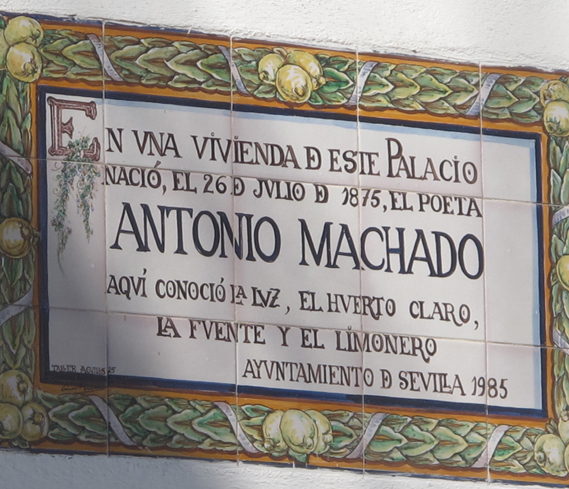 EN VNA VIVIENDA D ESTE PALACIO
NACIÓ, EL 26 D JVLIO D 1875, EL POETA
ANTONIO MACHADO
AQVÍ CONOCIÓ LA LVZ, EL HVERTO CLARO,
LA FVENTE Y EL LIMONERO
AYVNTAMIENTO D SEVILLA 1985